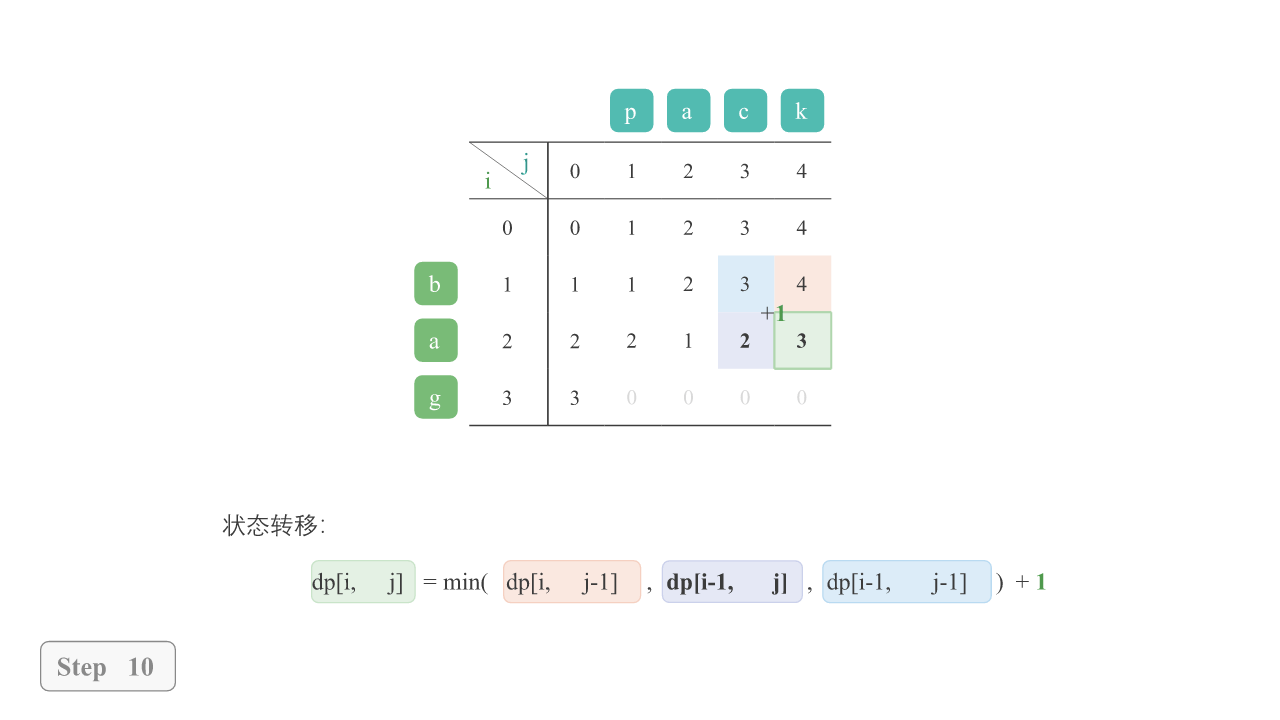 p a c k
j
i
0 1 2 3 4
0 0 1 2 3 4
b 1 1 1 2 3 4
+1
a 2 2 2 1 2 3
g 3 3 0 0 0 0
状态转移:
dp[i, j] = min( dp[i, j-1] , dp[i-1, j] , dp[i-1, j-1] ) + 1
Step 10